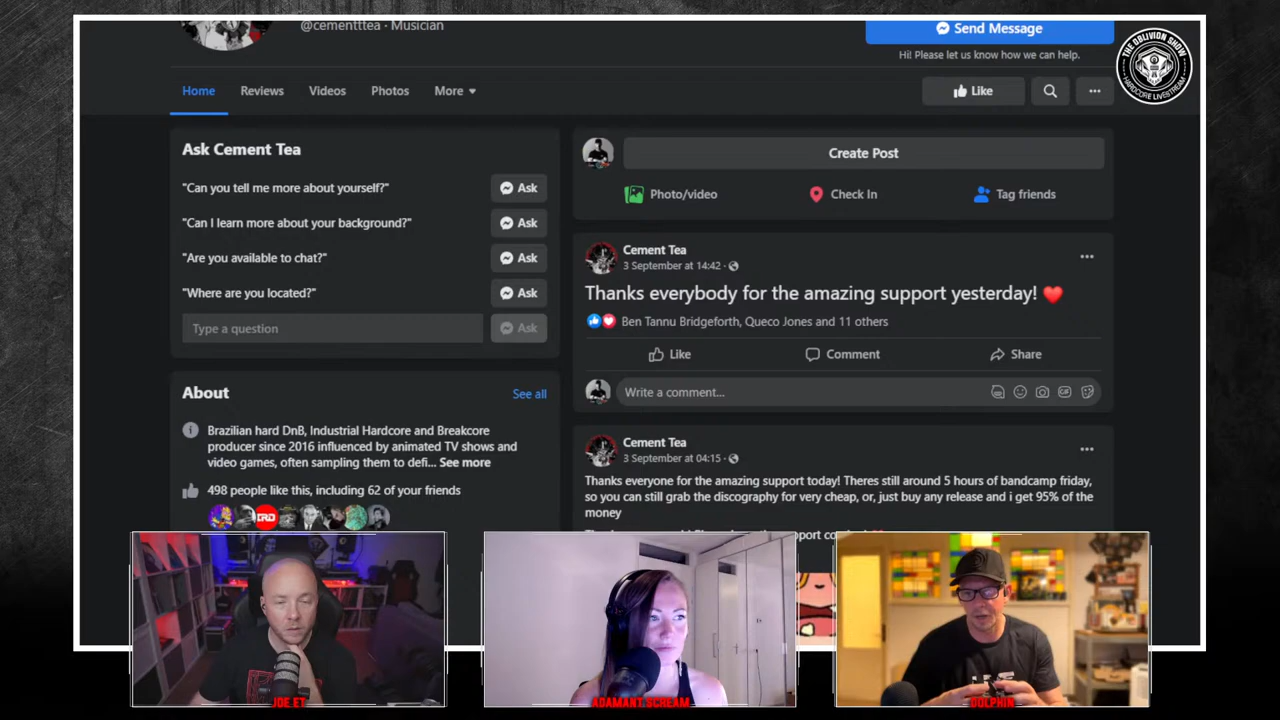 @cementttea · Musician
Send Message
Hi! Please let us know how we can help.
THE OBLIVION SHOW
HARDCORE LIVESTREAM
Home
Reviews
Videos
Photos
More
Like
Ask Cement Tea
"Can you tell me more about yourself?"
Ask
"Can I learn more about your background?"
Ask
"Are you available to chat?"
Ask
"Where are you located?"
Ask
Type a question
Ask
About
See all
Brazilian hard DnB, Industrial Hardcore and Breakcore
producer since 2016 influenced by animated TV shows and
video games, often sampling them to defi... See more
498 people like this, including 62 of your friends
Create Post
Photo/video
Check In
Tag friends
Cement Tea
3 September at 14:42 ·
Thanks everybody for the amazing support yesterday! ❤️
Ben Tannu Bridgeforth, Queco Jones and 11 others
Like
Comment
Share
Write a comment...
GIF
Cement Tea
3 September at 04:15 ·
Thanks everyone for the amazing support today! Theres still around 5 hours of bandcamp friday,
so you can still grab the discography for very cheap, or, just buy any release and i get 95% of the
money
JOE ET
ADAMANT SCREAM
DOLPHIN